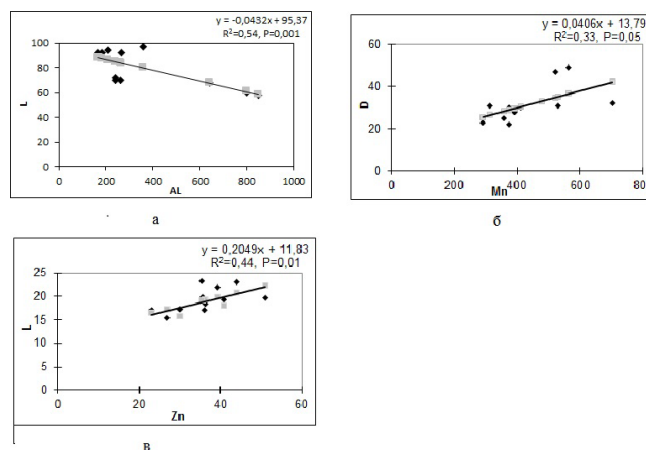 y = -0,0432x + 95,37
R²=0,54, P=0,001
100
80
60
40
20
0
L
0 200 400 600 800 1000
AL
а
y = 0,0406x + 13,79
R²=0,33, P=0,05
60
40
20
0
D
0 200 400 600 80
Mn
б
y = 0,2049x + 11,83
R²=0,44, P=0,01
25
20
15
10
5
0
L
0 20 40 60
Zn
в